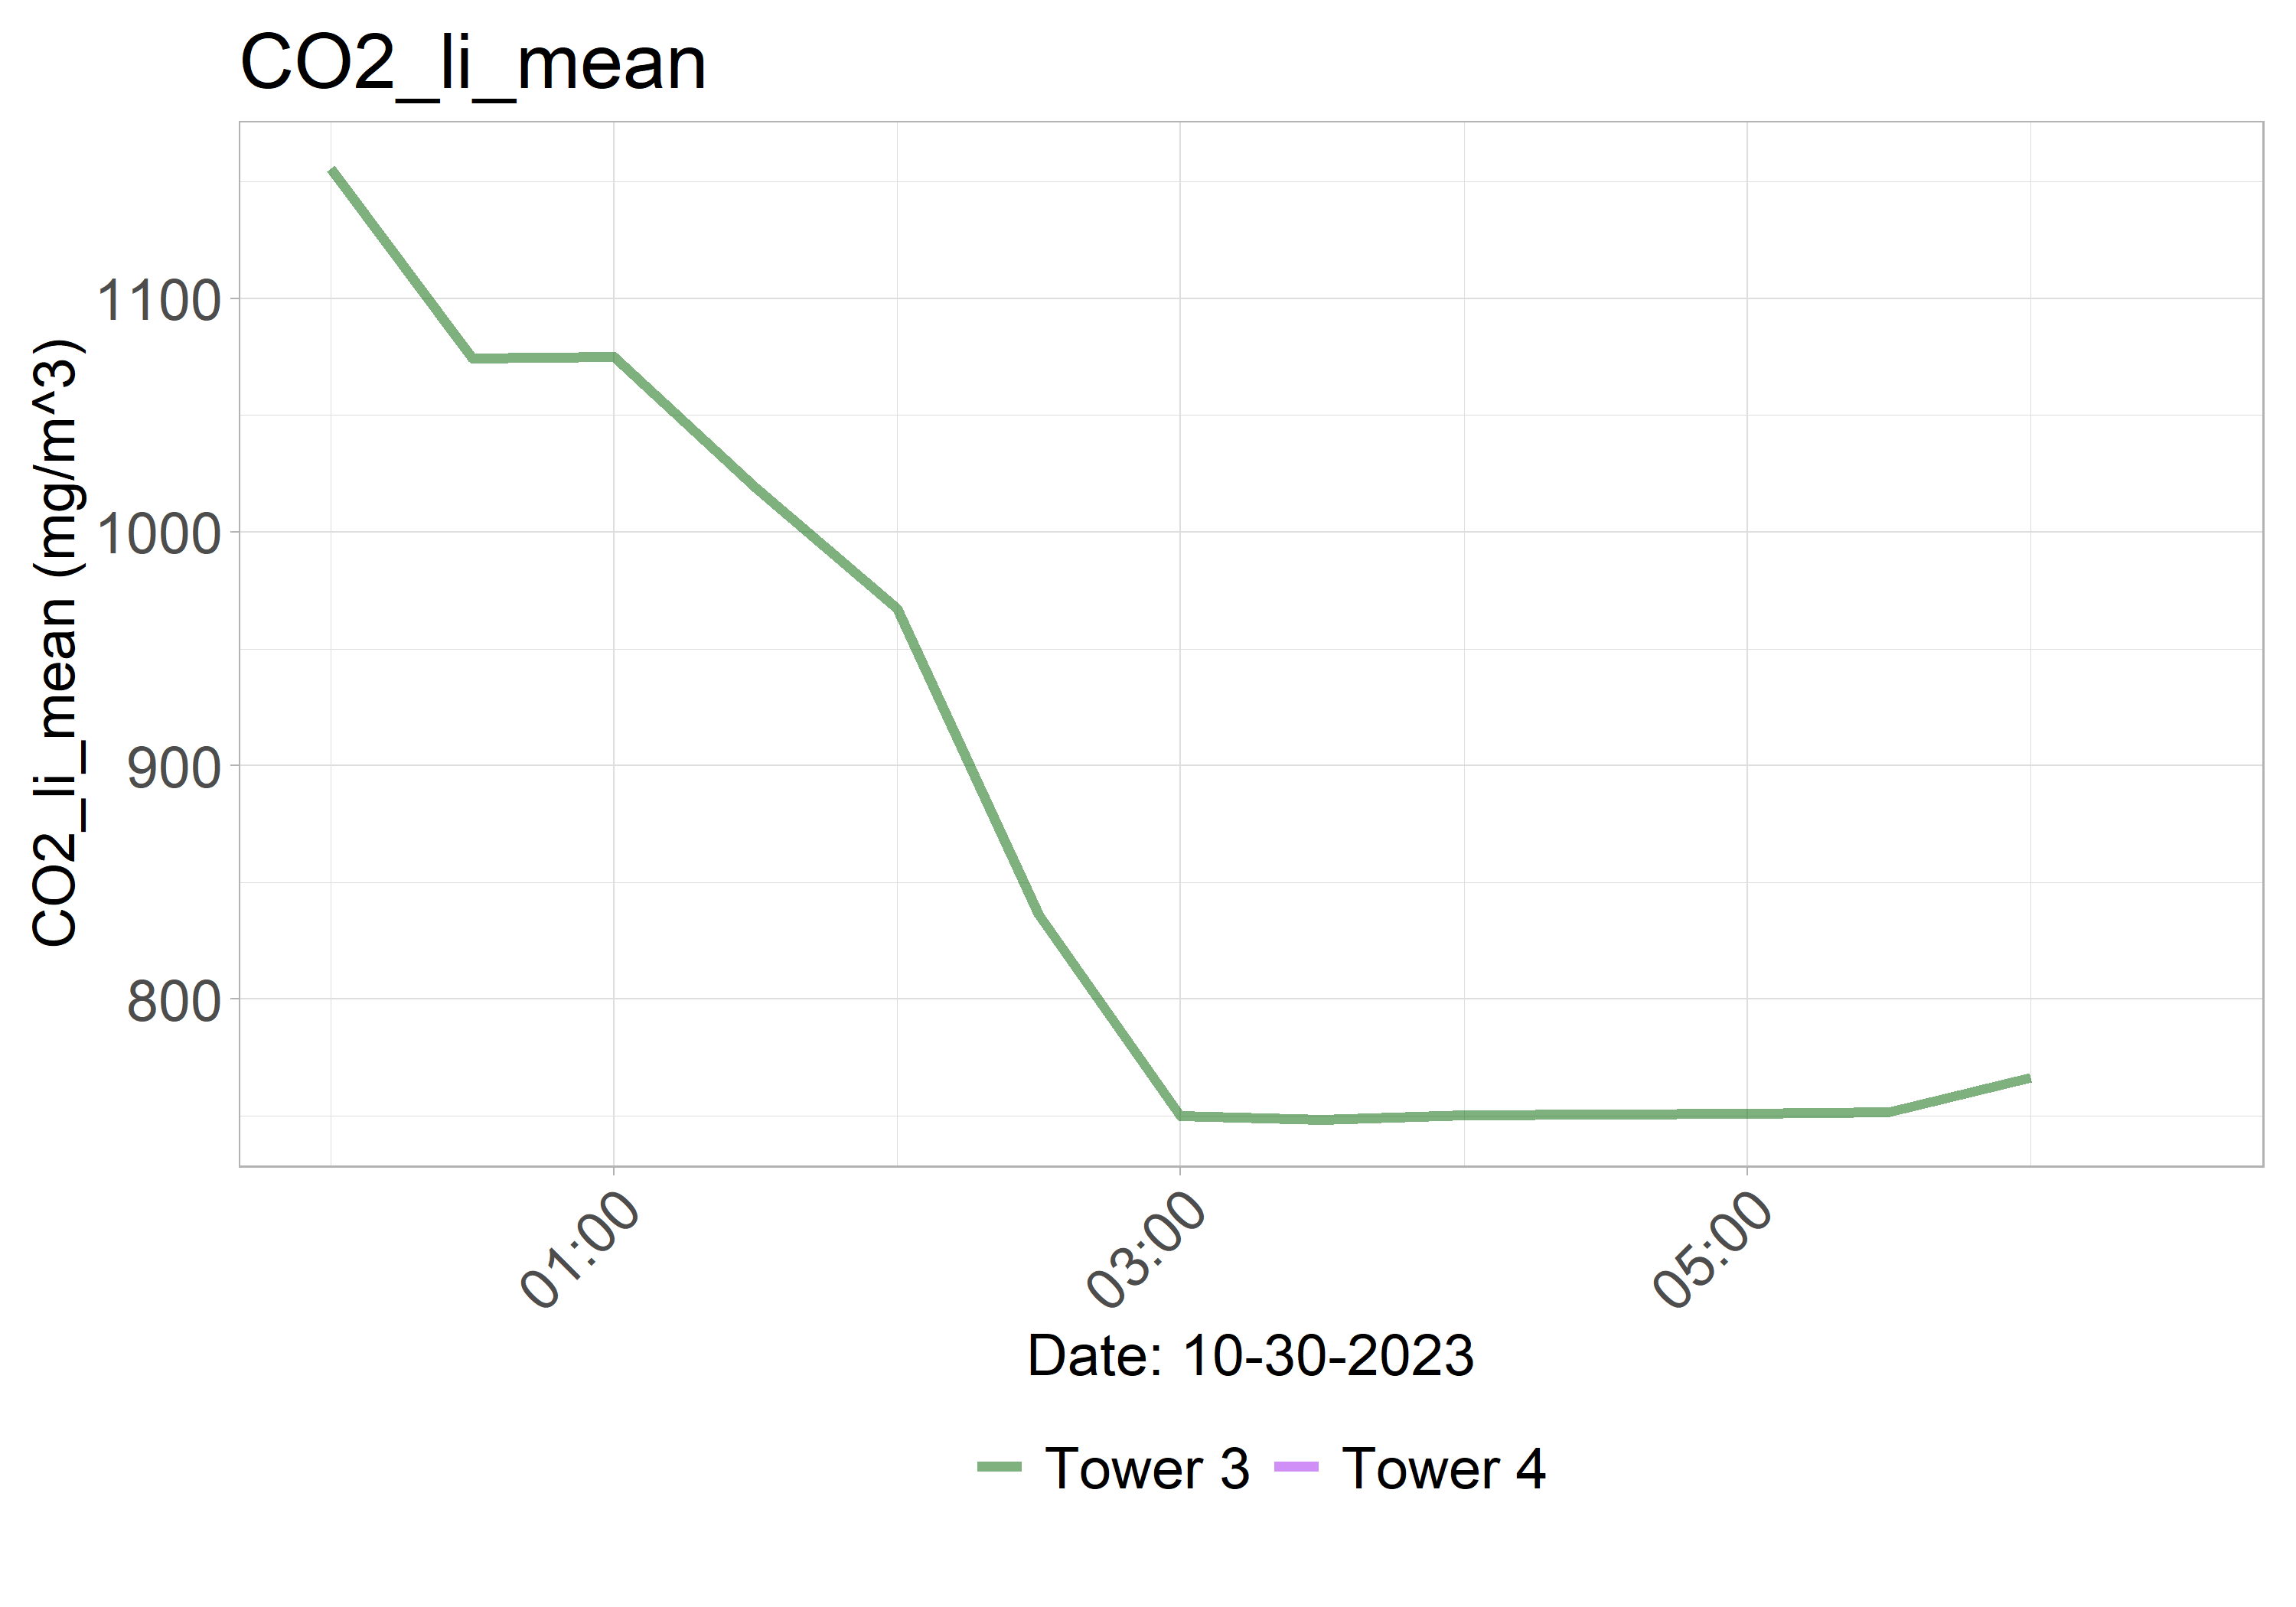 CO2_li_mean
CO2_li_mean (mg/m^3)
1100
1000
900
800
01:00
03:00
05:00
Date: 10-30-2023
Tower 3
Tower 4